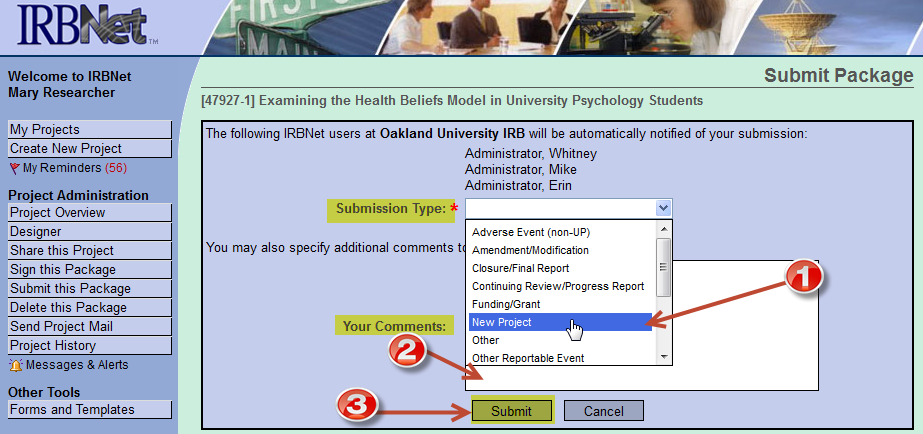 IRBNet™
FIRST
MAIN
Welcome to IRBNet
Mary Researcher
My Projects
Create New Project
My Reminders (56)
Project Administration
Project Overview
Designer
Share this Project
Sign this Package
Submit this Package
Delete this Package
Send Project Mail
Project History
Messages & Alerts
Other Tools
Forms and Templates
Submit Package
[47927-1] Examining the Health Beliefs Model in University Psychology Students
The following IRBNet users at Oakland University IRB will be automatically notified of your submission:
Administrator, Whitney
Administrator, Mike
Administrator, Erin
Submission Type: *
Adverse Event (non-UP)
Amendment/Modification
Closure/Final Report
Continuing Review/Progress Report
Funding/Grant
New Project
Other
Other Reportable Event
You may also specify additional comments to
Your Comments:
1
2
3
Submit
Cancel